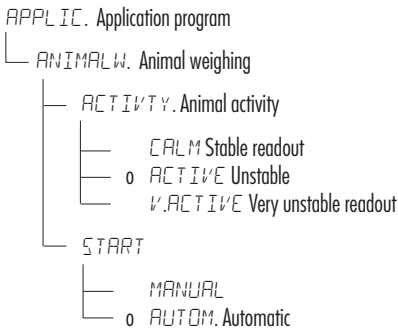 APPLIC. Application program
ANIMALW. Animal weighing
ACTIVTY. Animal activity
CALM Stable readout
o ACTIVE Unstable
V.ACTIVE Very unstable readout
START
MANUAL
o AUTOM. Automatic